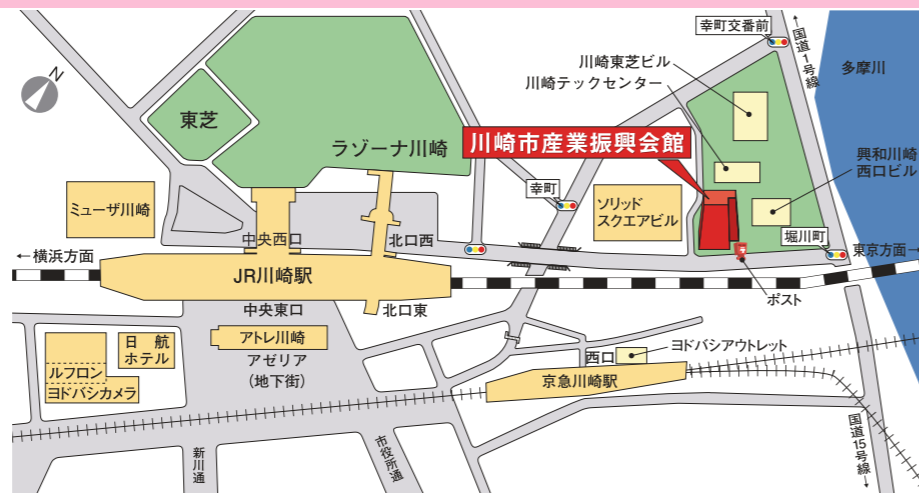 幸町交番前
←国道1号線
多摩川
川崎東芝ビル
川崎テックセンター
N
東芝
ラゾーナ川崎
川崎市産業振興会館
興和川崎
西口ビル
ミューザ川崎
幸町
ソリッド
スクエアビル
堀川町
中央西口
北口西
←横浜方面
東京方面→
JR川崎駅
〒
ポスト
中央東口
北口東
日航
ホテル
アトレ川崎
アゼリア
(地下街)
ルフロン
ヨドバシカメラ
西口
ヨドバシアウトレット
京急川崎駅
新川通
市役所通
国道15号線→